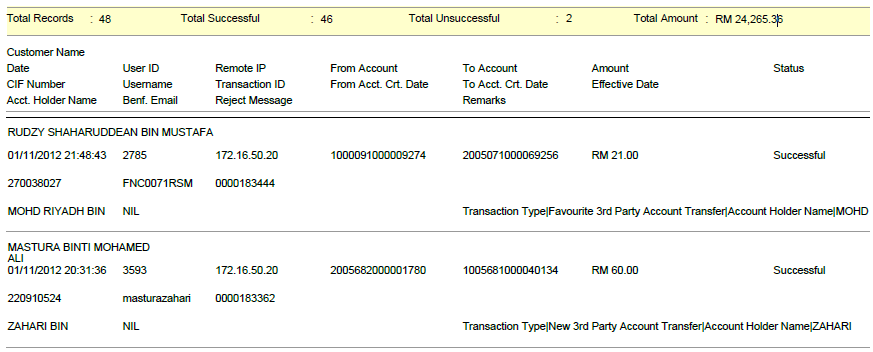 Total Records : 48 Total Successful : 46 Total Unsuccessful : 2 Total Amount : RM 24,265.36
Customer Name
Date User ID Remote IP From Account To Account Amount Status
CIF Number Username Transaction ID From Acct. Crt. Date To Acct. Crt. Date Effective Date
Acct. Holder Name Benf. Email Reject Message Remarks
RUDZY SHAHARUDDEAN BIN MUSTAFA
01/11/2012 21:48:43 2785 172.16.50.20 1000091000009274 2005071000069256 RM 21.00 Successful
270038027 FNC0071RSM 0000183444
MOHD RIYADH BIN NIL Transaction Type|Favourite 3rd Party Account Transfer|Account Holder Name|MOHD
MASTURA BINTI MOHAMED
ALI
01/11/2012 20:31:36 3593 172.16.50.20 2005682000001780 1005681000040134 RM 60.00 Successful
220910524 masturazahari 0000183362
ZAHARI BIN NIL Transaction Type|New 3rd Party Account Transfer|Account Holder Name|ZAHARI